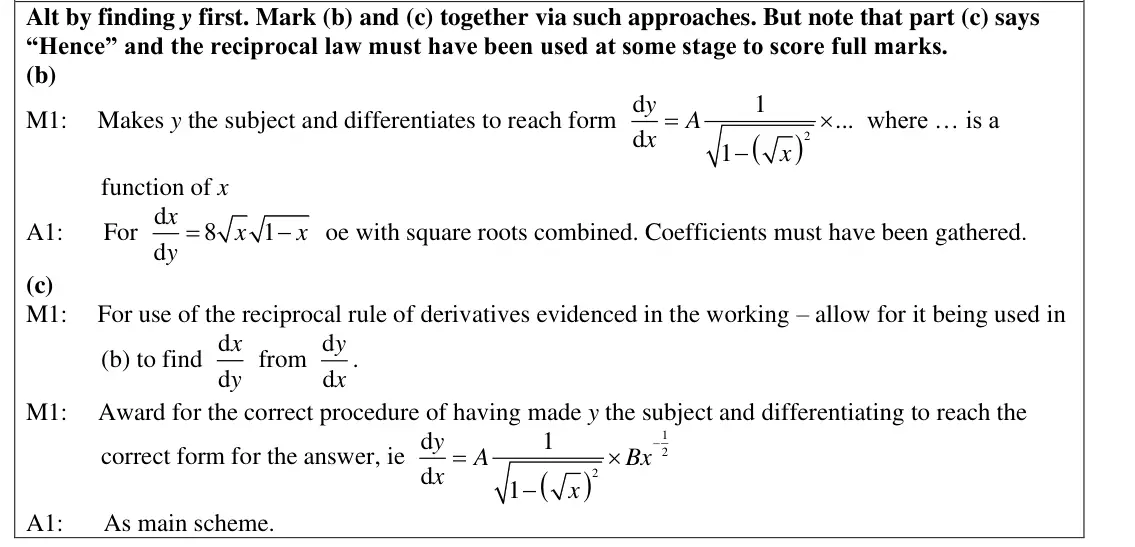 Alt by finding y first. Mark (b) and (c) together via such approaches. But note that part (c) says
“Hence” and the reciprocal law must have been used at some stage to score full marks.
(b)
M1: Makes y the subject and differentiates to reach form dy/dx = A 1/√(1−(√x)²) ×... where … is a
function of x
A1: For dx/dy = 8√x√(1−x) oe with square roots combined. Coefficients must have been gathered.
(c)
M1: For use of the reciprocal rule of derivatives evidenced in the working – allow for it being used in
(b) to find dx/dy from dy/dx.
M1: Award for the correct procedure of having made y the subject and differentiating to reach the
correct form for the answer, ie dy/dx = A 1/√(1−(√x)²) × Bx^(−1/2)
A1: As main scheme.